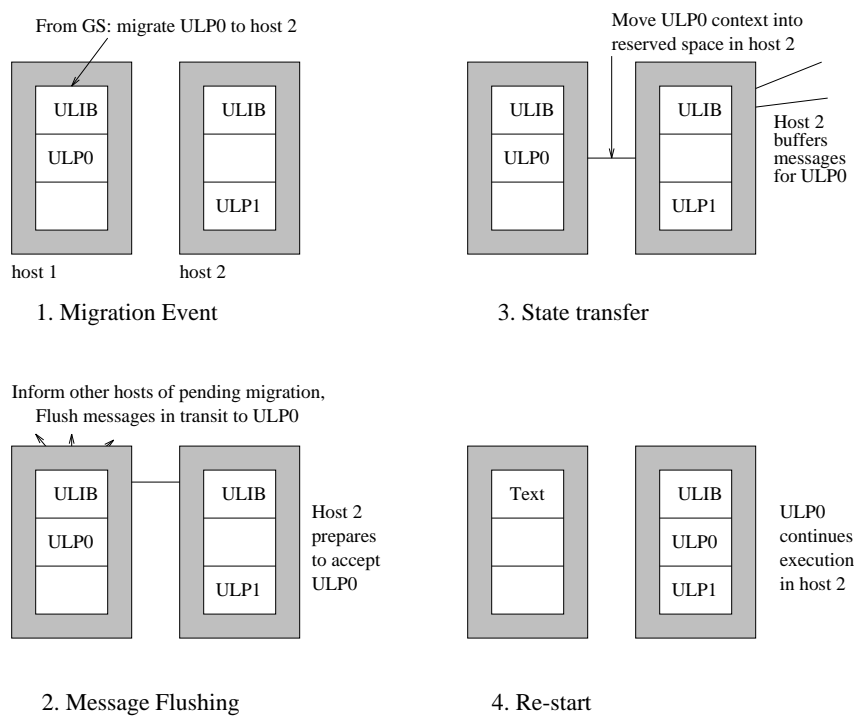 From GS: migrate ULP0 to host 2
ULIB
ULP0
ULIB
ULP1
host 1
host 2
1. Migration Event
Inform other hosts of pending migration,
Flush messages in transit to ULP0
ULIB
ULP0
ULIB
ULP1
Host 2
prepares
to accept
ULP0
2. Message Flushing
Move ULP0 context into
reserved space in host 2
ULIB
ULP0
ULIB
ULP1
Host 2
buffers
messages
for ULP0
3. State transfer
Text
ULIB
ULP0
ULP1
ULP0
continues
execution
in host 2
4. Re-start